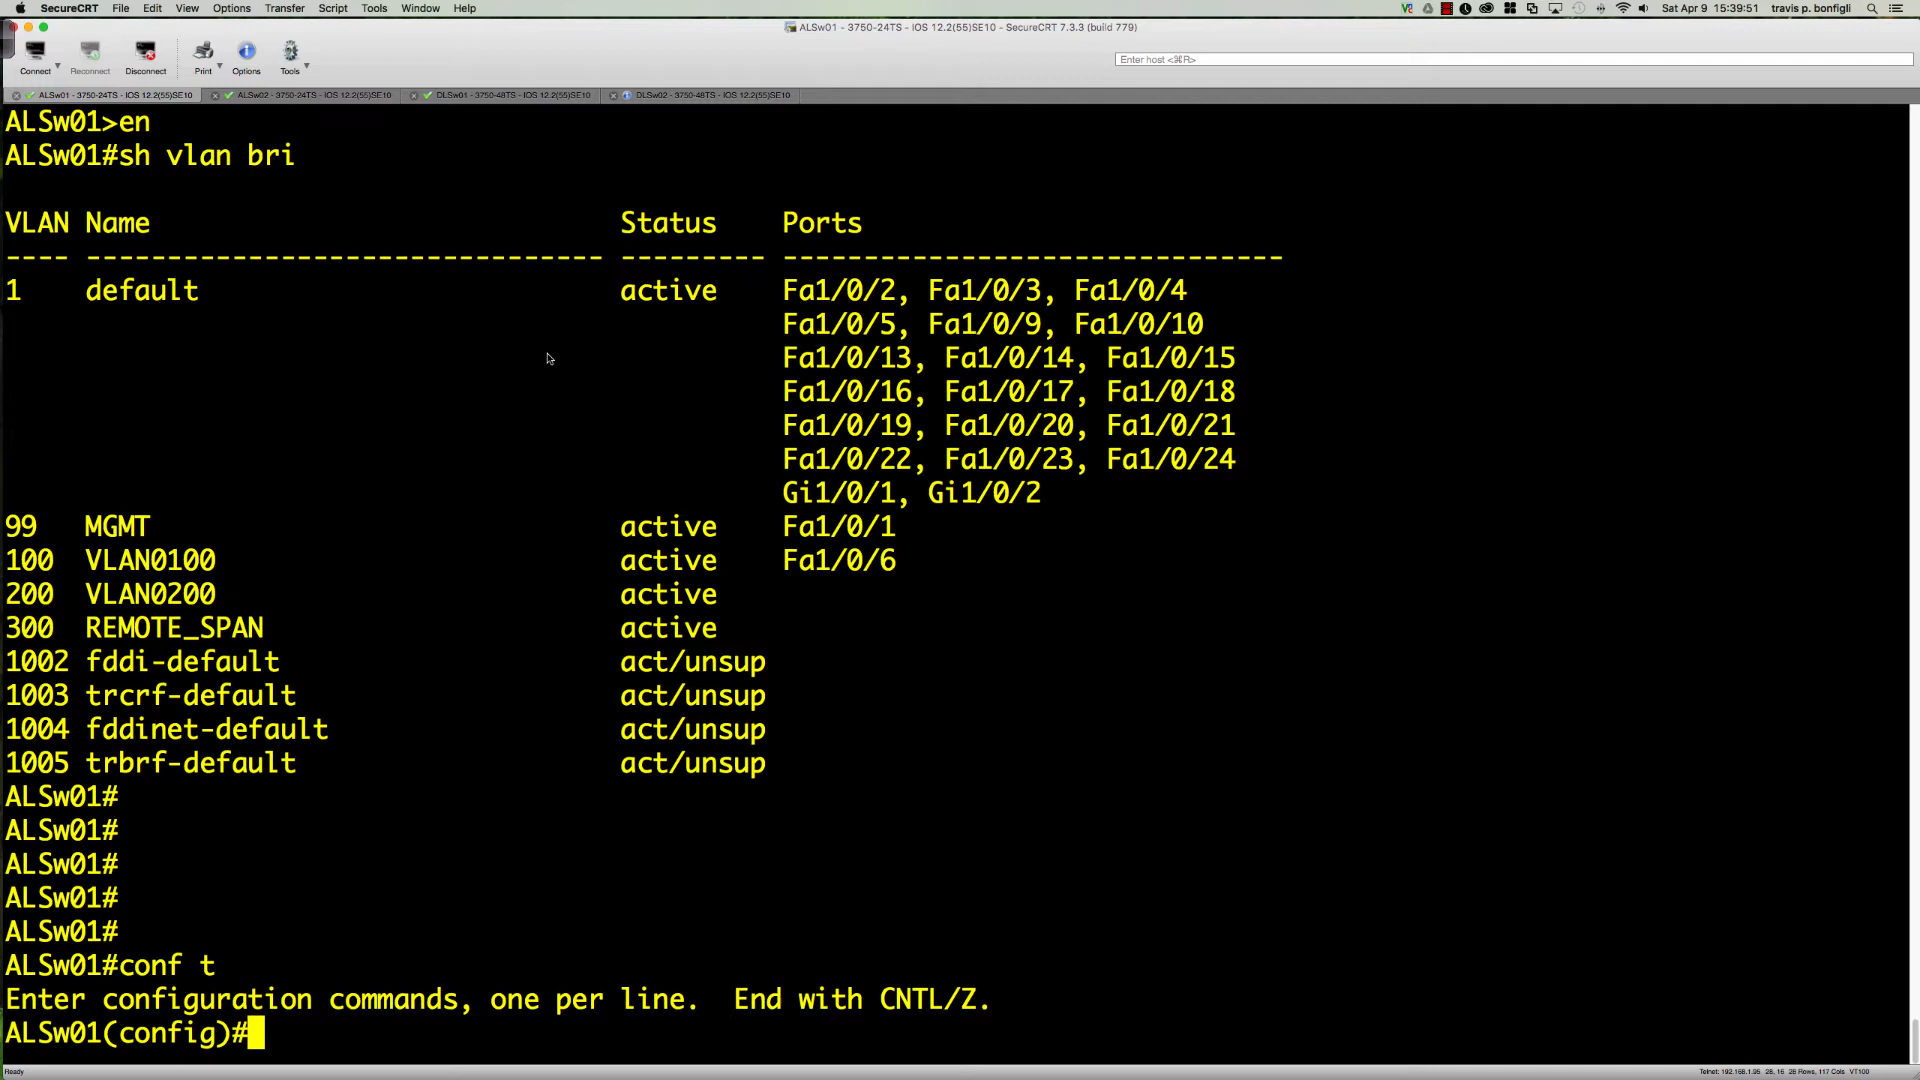 SecureCRT File Edit View Options Transfer Script Tools Window Help Sat Apr 9 15:39:51 travis p. bonfigli
ALSw01 - 3750-24TS - IOS 12.2(55)SE10 - SecureCRT 7.3.3 (build 779)
Connect Reconnect Disconnect Print Options Tools Enter host <⌘R>
ALSw01 - 3750-24TS - IOS 12.2(55)SE10 ALSw02 - 3750-24TS - IOS 12.2(55)SE10 DLSw01 - 3750-48TS - IOS 12.2(55)SE10 DLSw02 - 3750-48TS - IOS 12.2(55)SE10
ALSw01>en
ALSw01#sh vlan bri
VLAN Name Status Ports
---- -------------------------------- --------- -------------------------------
1 default active Fa1/0/2, Fa1/0/3, Fa1/0/4
Fa1/0/5, Fa1/0/9, Fa1/0/10
Fa1/0/13, Fa1/0/14, Fa1/0/15
Fa1/0/16, Fa1/0/17, Fa1/0/18
Fa1/0/19, Fa1/0/20, Fa1/0/21
Fa1/0/22, Fa1/0/23, Fa1/0/24
Gi1/0/1, Gi1/0/2
99 MGMT active Fa1/0/1
100 VLAN0100 active Fa1/0/6
200 VLAN0200 active
300 REMOTE_SPAN active
1002 fddi-default act/unsup
1003 trcrf-default act/unsup
1004 fddinet-default act/unsup
1005 trbrf-default act/unsup
ALSw01#
ALSw01#
ALSw01#
ALSw01#
ALSw01#
ALSw01#conf t
Enter configuration commands, one per line. End with CNTL/Z.
ALSw01(config)#
Ready Telnet: 192.168.1.95 28, 16 28 Rows, 117 Cols VT100